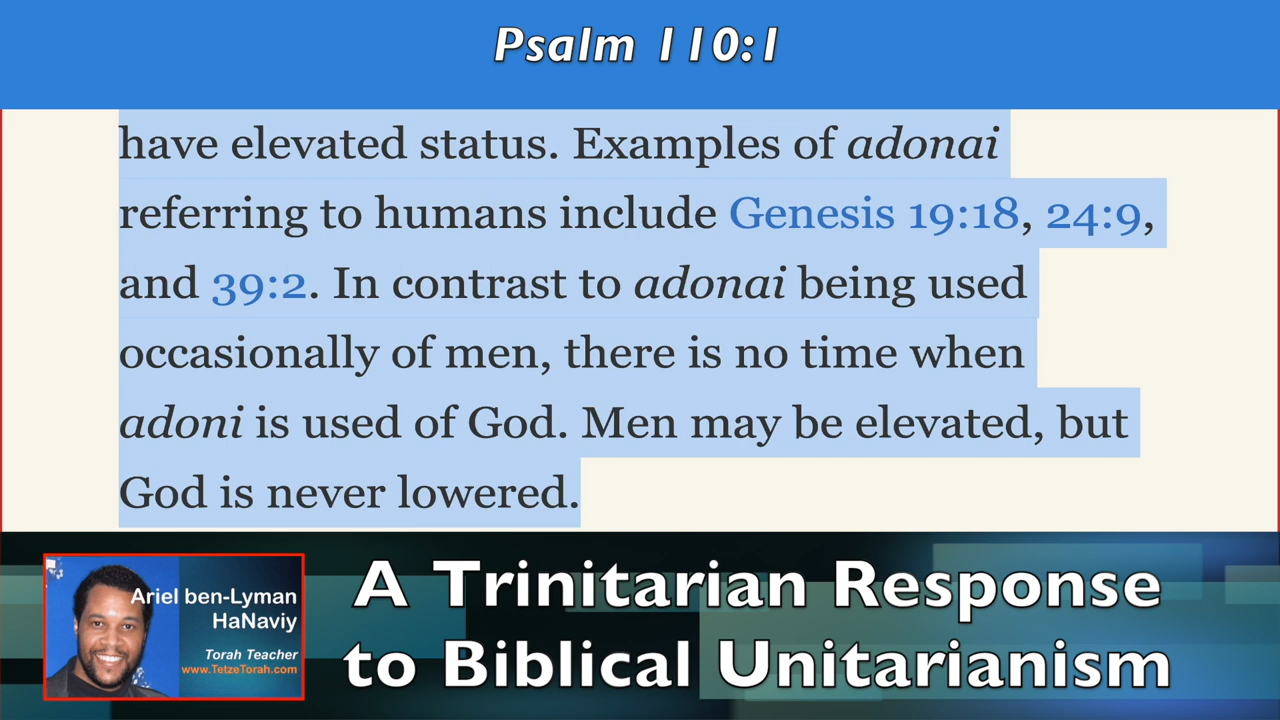 Psalm 110:1
have elevated status. Examples of adonai
referring to humans include Genesis 19:18, 24:9,
and 39:2. In contrast to adonai being used
occasionally of men, there is no time when
adoni is used of God. Men may be elevated, but
God is never lowered.
Ariel ben-Lyman
HaNaviy
Torah Teacher
www.TetzeTorah.com
A Trinitarian Response
to Biblical Unitarianism